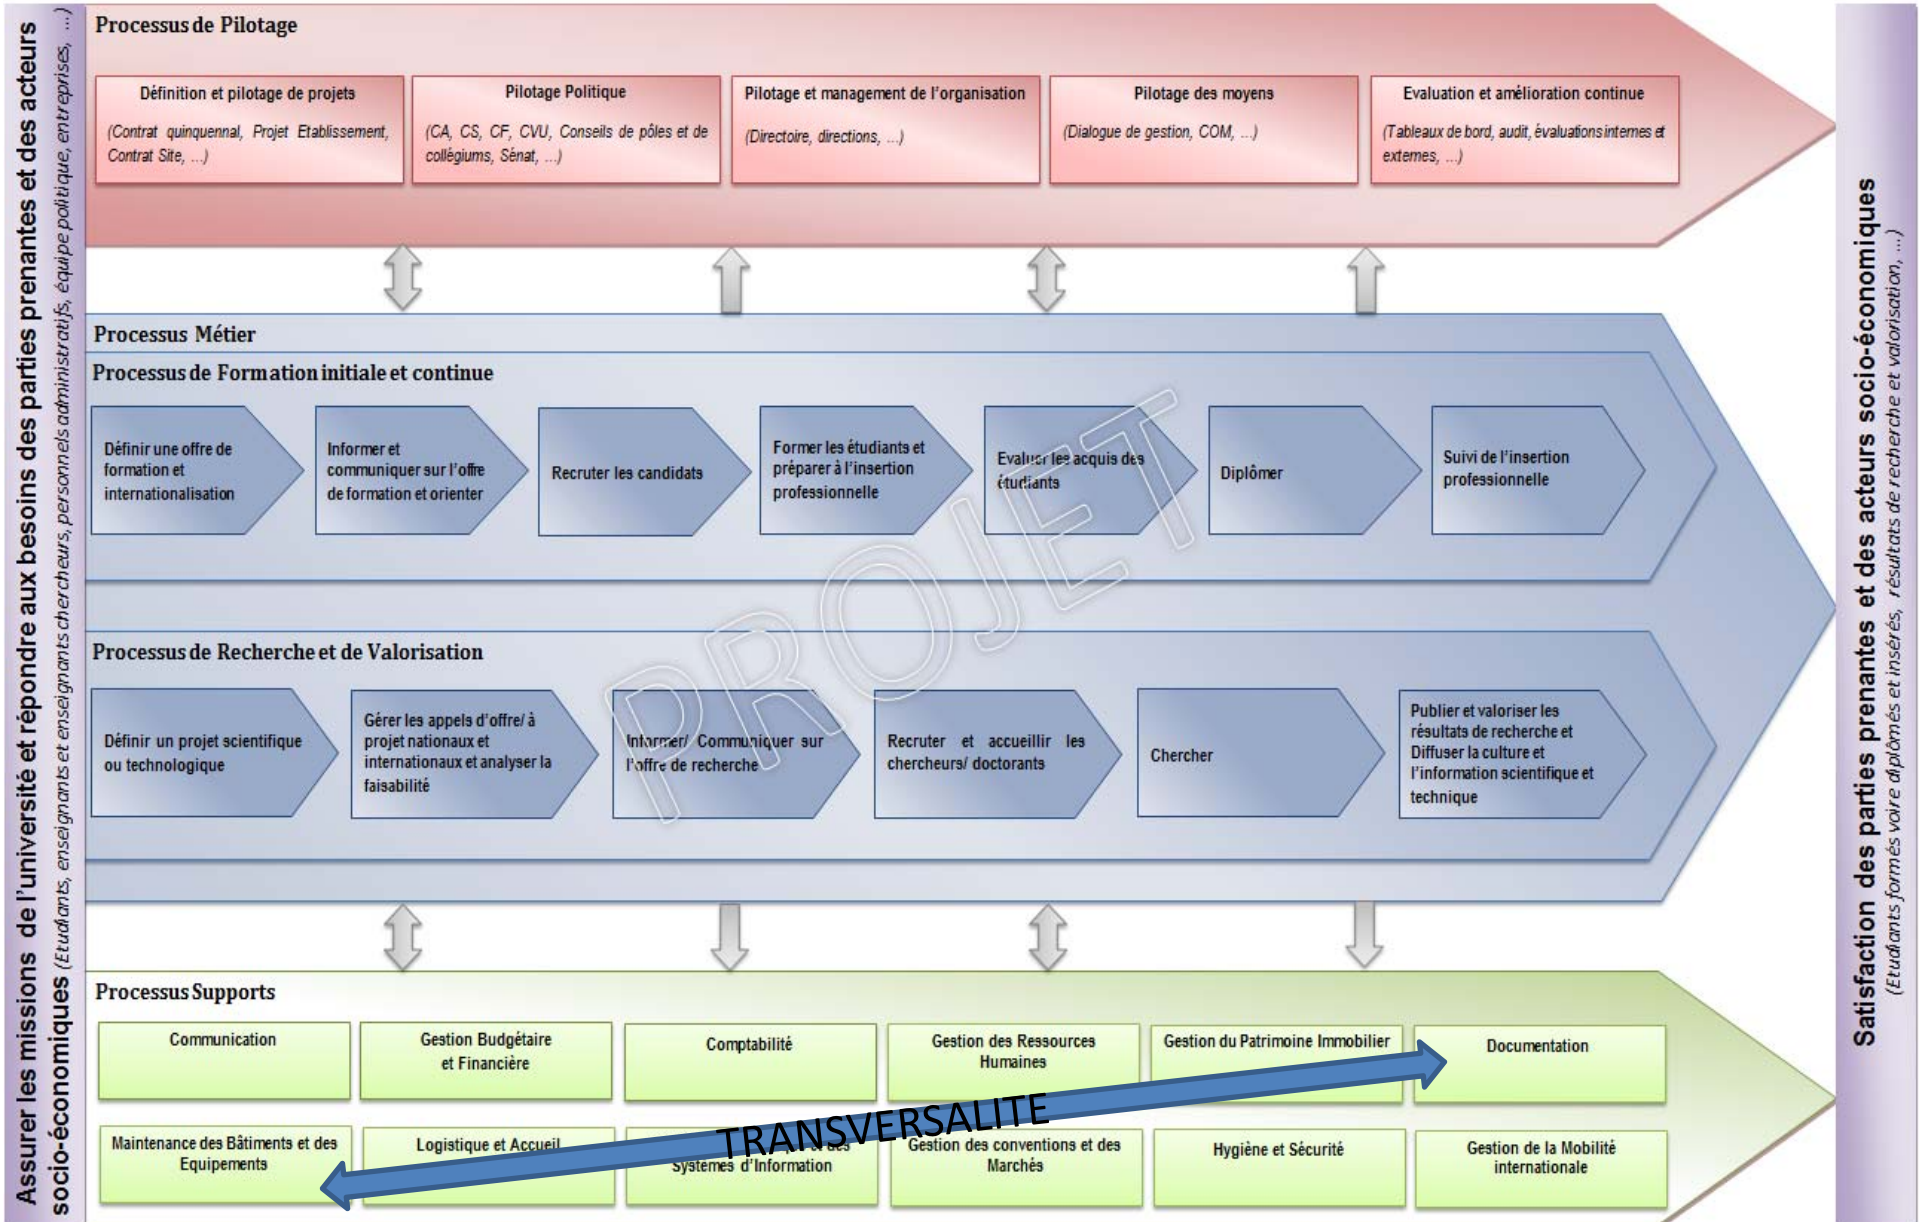 Assurer les missions de l'université et répondre aux besoins des parties prenantes et des acteurs
socio-économiques (Etudiants, enseignants et enseignants chercheurs, personnels administratifs, équipe politique, entreprises, ...)
Processus de Pilotage
Définition et pilotage de projets
(Contrat quinquennal, Projet Etablissement,
Contrat Site, ...)
Pilotage Politique
(CA, CS, CF, CVU, Conseils de pôles et de
collégiums, Sénat, ...)
Pilotage et management de l'organisation
(Directoire, directions, ...)
Pilotage des moyens
(Dialogue de gestion, COM, ...)
Evaluation et amélioration continue
(Tableaux de bord, audit, évaluations internes et
externes, ...)
Processus Métier
Processus de Formation initiale et continue
Définir une offre de
formation et
internationalisation
Informer et
communiquer sur l'offre
de formation et orienter
Recruter les candidats
Former les étudiants et
préparer à l'insertion
professionnelle
Evaluer les acquis des
étudiants
Diplômer
Suivi de l'insertion
professionnelle
PROJET
Processus de Recherche et de Valorisation
Définir un projet scientifique
ou technologique
Gérer les appels d'offre/ à
projet nationaux et
internationaux et analyser la
faisabilité
Informer/ Communiquer sur
l'offre de recherche
Recruter et accueillir les
chercheurs/ doctorants
Chercher
Publier et valoriser les
résultats de recherche et
Diffuser la culture et
l'information scientifique et
technique
Processus Supports
Communication
Gestion Budgétaire
et Financière
Comptabilité
Gestion des Ressources
Humaines
Gestion du Patrimoine Immobilier
Documentation
TRANSVERSALITE
Maintenance des Bâtiments et des
Equipements
Logistique et Accueil
des
Systèmes d'Information
Gestion des conventions et des
Marchés
Hygiène et Sécurité
Gestion de la Mobilité
internationale
Satisfaction des parties prenantes et des acteurs socio-économiques
(Etudiants formés voire diplômés et insérés, résultats de recherche et valorisation, ...)